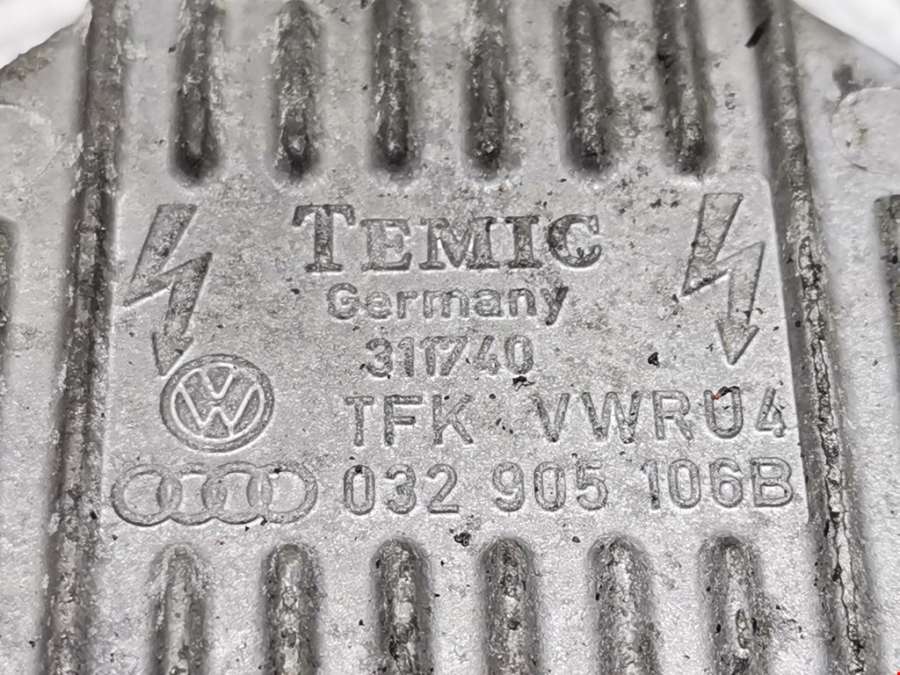 TEMIC
Germany
311740
TFK VWRU4
032 905 106B